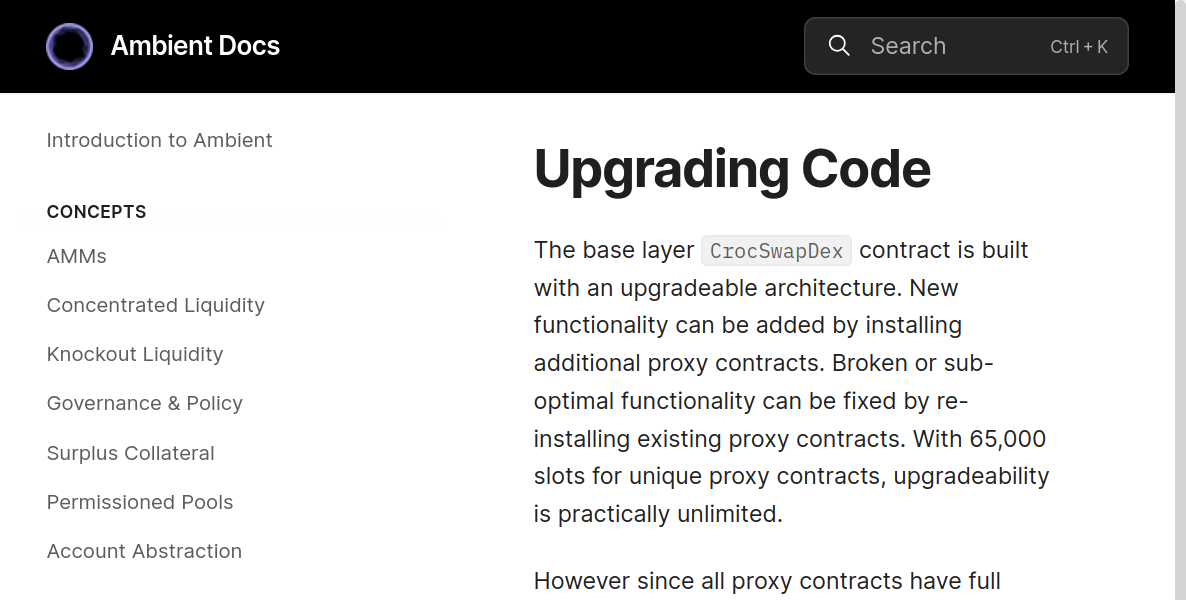 Ambient Docs
Search
Ctrl + K
Introduction to Ambient
CONCEPTS
AMMs
Concentrated Liquidity
Knockout Liquidity
Governance & Policy
Surplus Collateral
Permissioned Pools
Account Abstraction
Upgrading Code
The base layer CrocSwapDex contract is built
with an upgradeable architecture. New
functionality can be added by installing
additional proxy contracts. Broken or sub-
optimal functionality can be fixed by re-
installing existing proxy contracts. With 65,000
slots for unique proxy contracts, upgradeability
is practically unlimited.
However since all proxy contracts have full